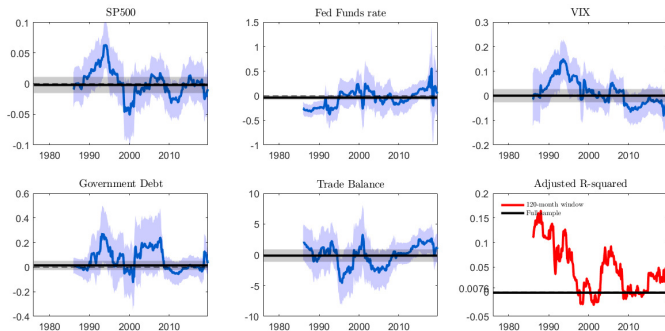 SP500
0.1
0.05
0
-0.05
-0.1
1980 1990 2000 2010
Fed Funds rate
1.5
1
0.5
0
-0.5
-1
1980 1990 2000 2010
VIX
0.3
0.2
0.1
0
-0.1
-0.2
1980 1990 2000 2010
Government Debt
0.6
0.4
0.2
0
-0.2
-0.4
1980 1990 2000 2010
Trade Balance
10
5
0
-5
-10
1980 1990 2000 2010
Adjusted R-squared
0.2
0.15
0.1
0.05
0.0076
0
-0.05
120-month window
Full sample
1980 1990 2000 2010